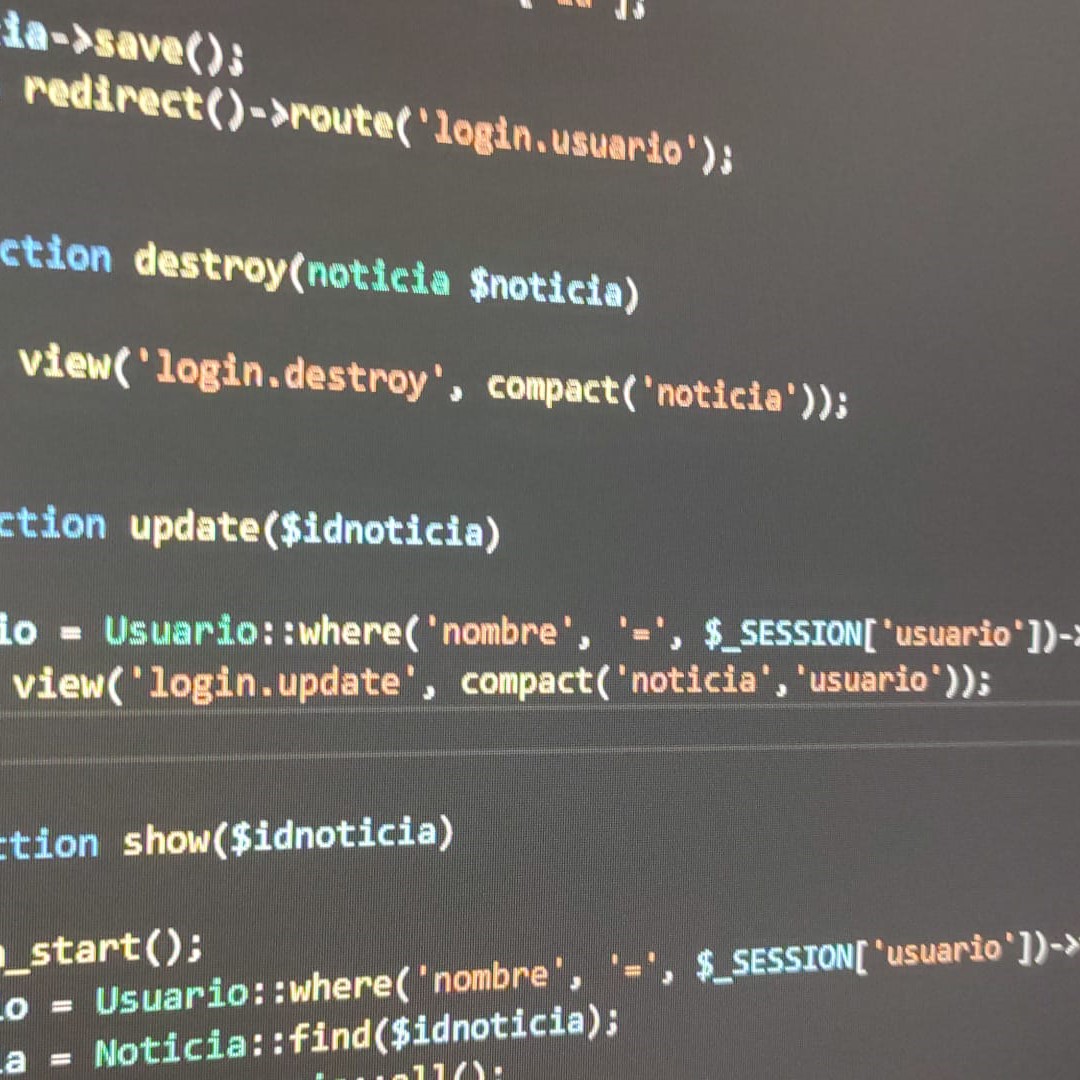 ia->save();
redirect()->route('login.usuario');
ction destroy(noticia $noticia)
view('login.destroy', compact('noticia'));
ction update($idnoticia)
io = Usuario::where('nombre', '=', $_SESSION['usuario'])->
view('login.update', compact('noticia','usuario'));
ction show($idnoticia)
_start();
io = Usuario::where('nombre', '=', $_SESSION['usuario'])->
a = Noticia::find($idnoticia);